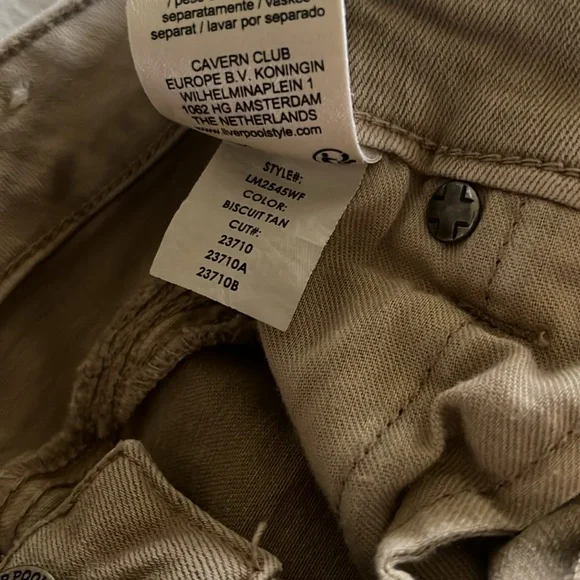 separatamente / vaskes
separat / lavar por separado
CAVERN CLUB
EUROPE B.V. KONINGIN
WILHELMINAPLEIN 1
1062 HG AMSTERDAM
THE NETHERLANDS
www.liverpoolstyle.com
STYLE#:
LM2545WF
COLOR:
BISCUIT TAN
CUT#:
23710
23710A
23710B
POOL